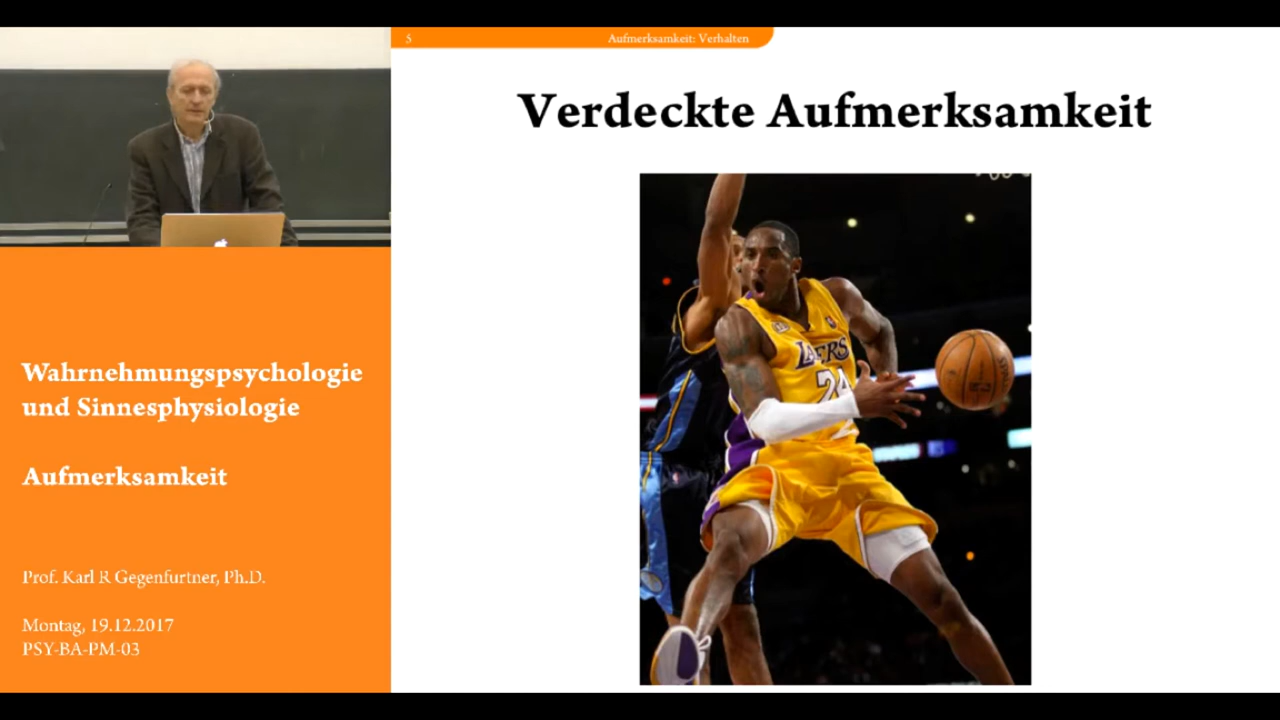 5
Aufmerksamkeit: Verhalten
Verdeckte Aufmerksamkeit
LAKERS
24
Wahrnehmungspsychologie
und Sinnesphysiologie
Aufmerksamkeit
Prof. Karl R Gegenfurtner, Ph.D.
Montag, 19.12.2017
PSY-BA-PM-03